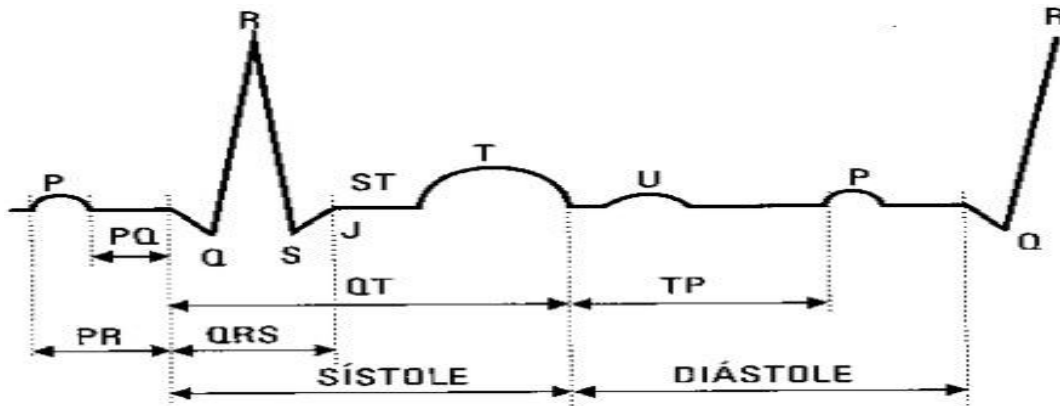 R R
P T U P
ST
PQ Q S J Q
QT TP
PR QRS
SÍSTOLE DIÁSTOLE